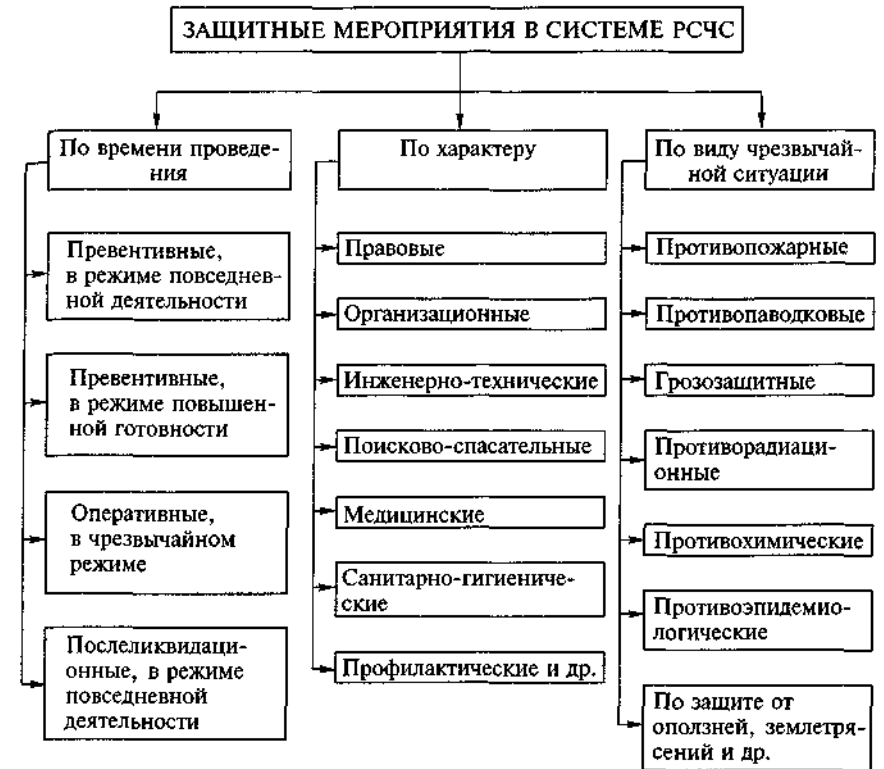 ЗАЩИТНЫЕ МЕРОПРИЯТИЯ В СИСТЕМЕ РСЧС
По времени проведе-
ния
Превентивные,
в режиме повседнев-
ной деятельности
Превентивные,
в режиме повышен-
ной готовности
Оперативные,
в чрезвычайном
режиме
Послеликвидаци-
онные, в режиме
повседневной
деятельности
По характеру
Правовые
Организационные
Инженерно-технические
Поисково-спасательные
Медицинские
Санитарно-гигиениче-
ские
Профилактические и др.
По виду чрезвычай-
ной ситуации
Противопожарные
Противопаводковые
Грозозащитные
Противорадиаци-
онные
Противохимические
Противоэпидемио-
логические
По защите от
оползней, землетря-
сений и др.